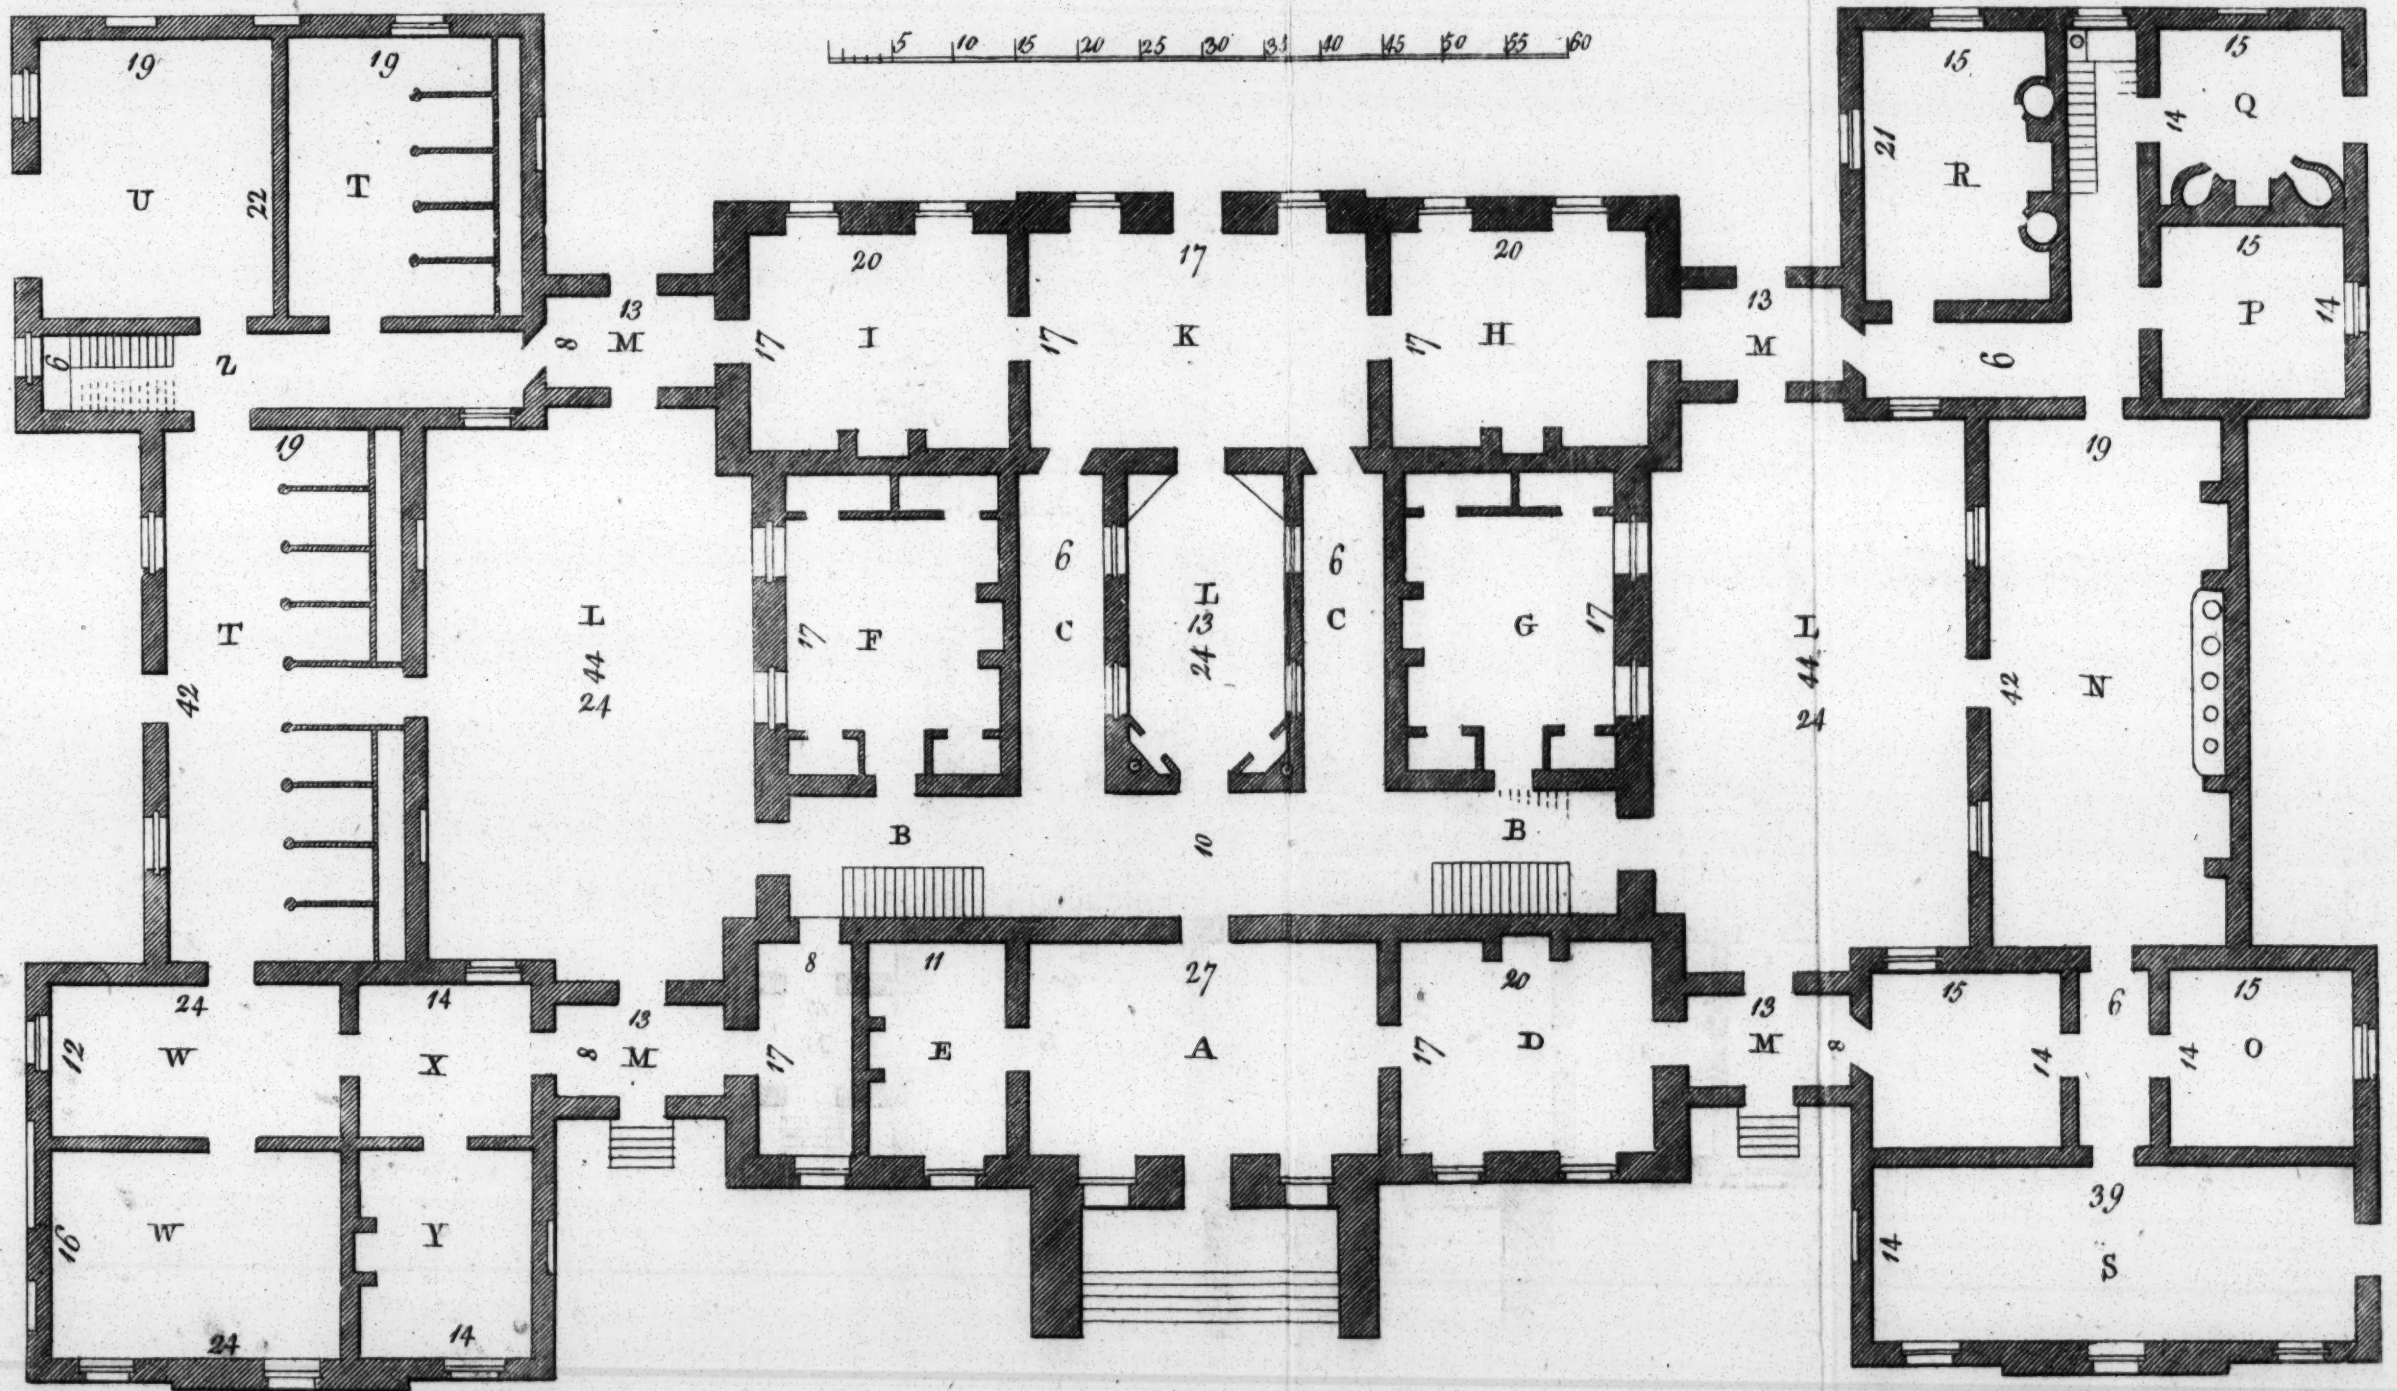 5 10 15 20 25 30 35 40 45 50 55 60
19 19 15 15
U 22 T 21 R 14 Q
20 17 20 15
13 13
8 M 17 I 17 K 17 H M 6 P 14
6 Z
19 19
6 6
T 42 L 44 24 17 F C L 13 24 C G 17 L 44 24 42 N
B 10 B
24 14 8 11 27 20 15 6 15
13 13
12 W X 8 M 17 E A 17 D M 8 14 14 O
39
16 W Y 14 S
24 14